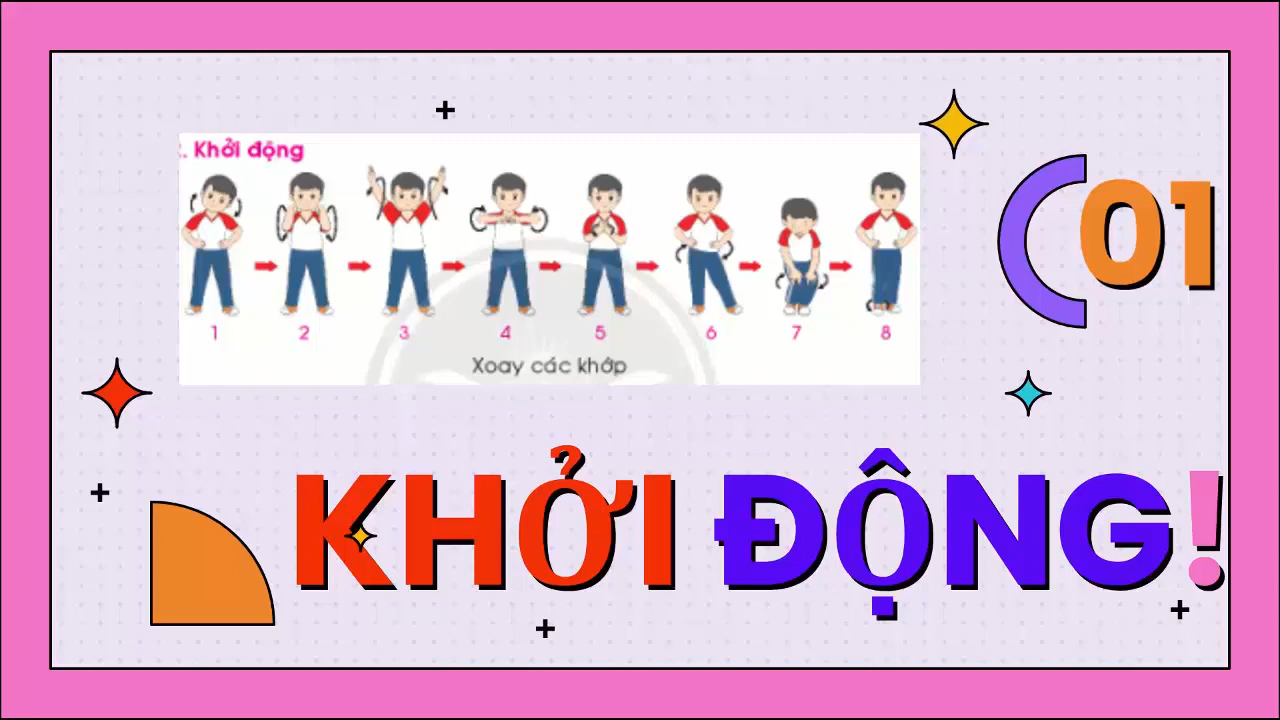 . Khởi động
1 2 3 4 5 6 7 8
Xoay các khớp
01
KHỞI ĐỘNG!